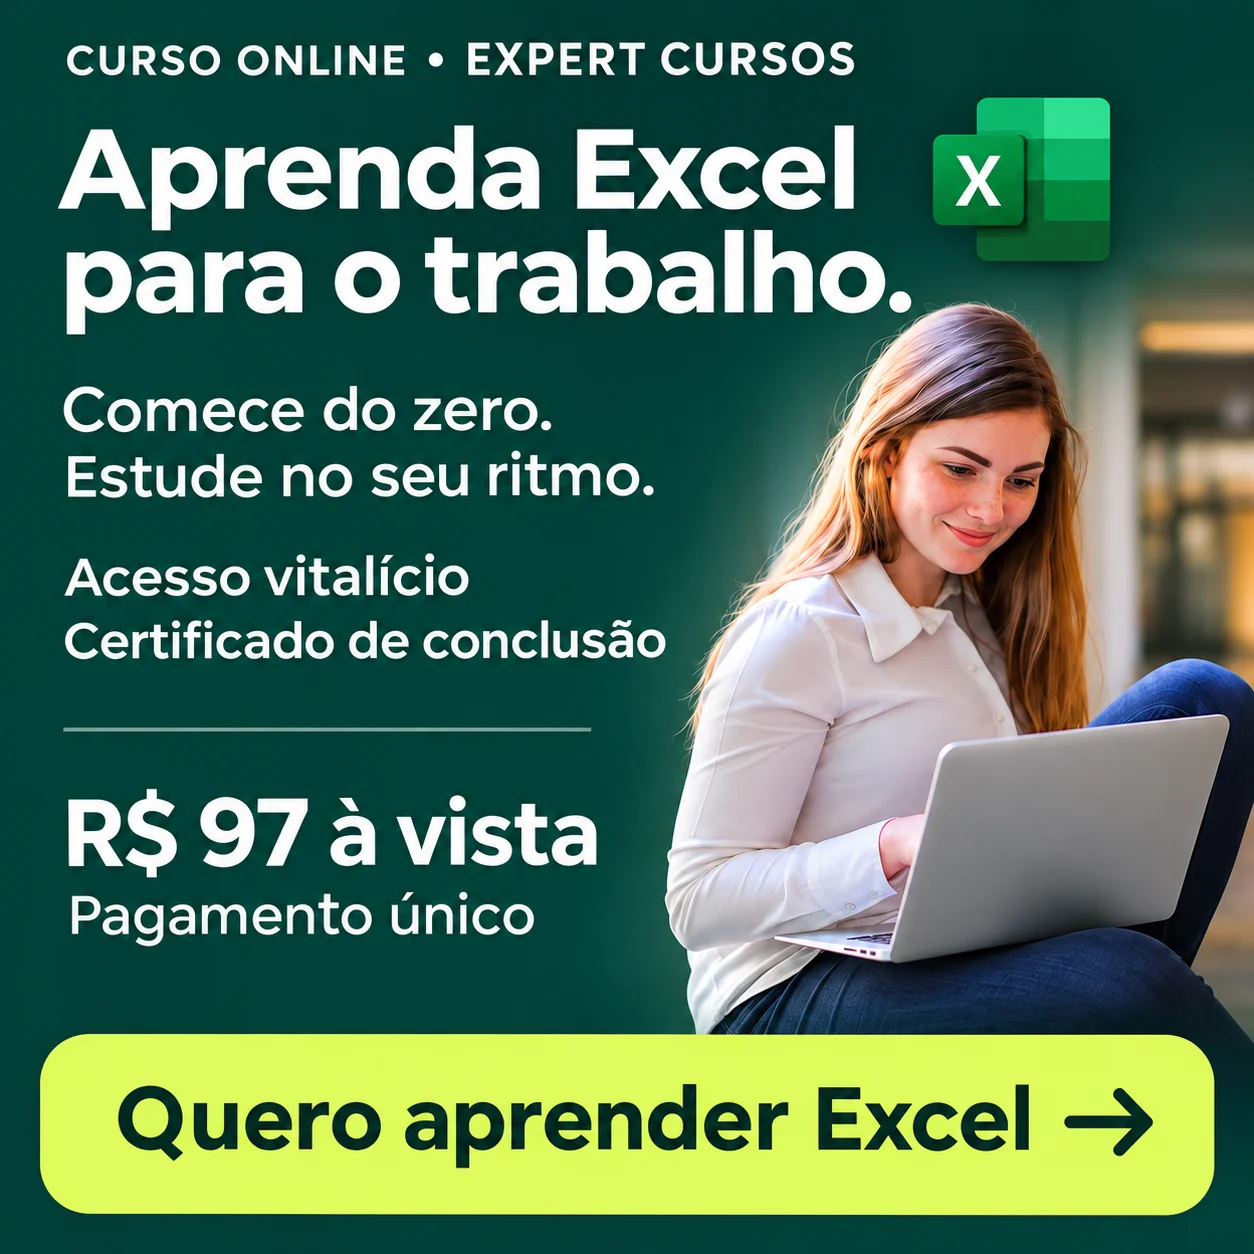 CURSO ONLINE • EXPERT CURSOS
Aprenda Excel
para o trabalho.
X
Comece do zero.
Estude no seu ritmo.
Acesso vitalício
Certificado de conclusão
R$ 97 à vista
Pagamento único
Quero aprender Excel →